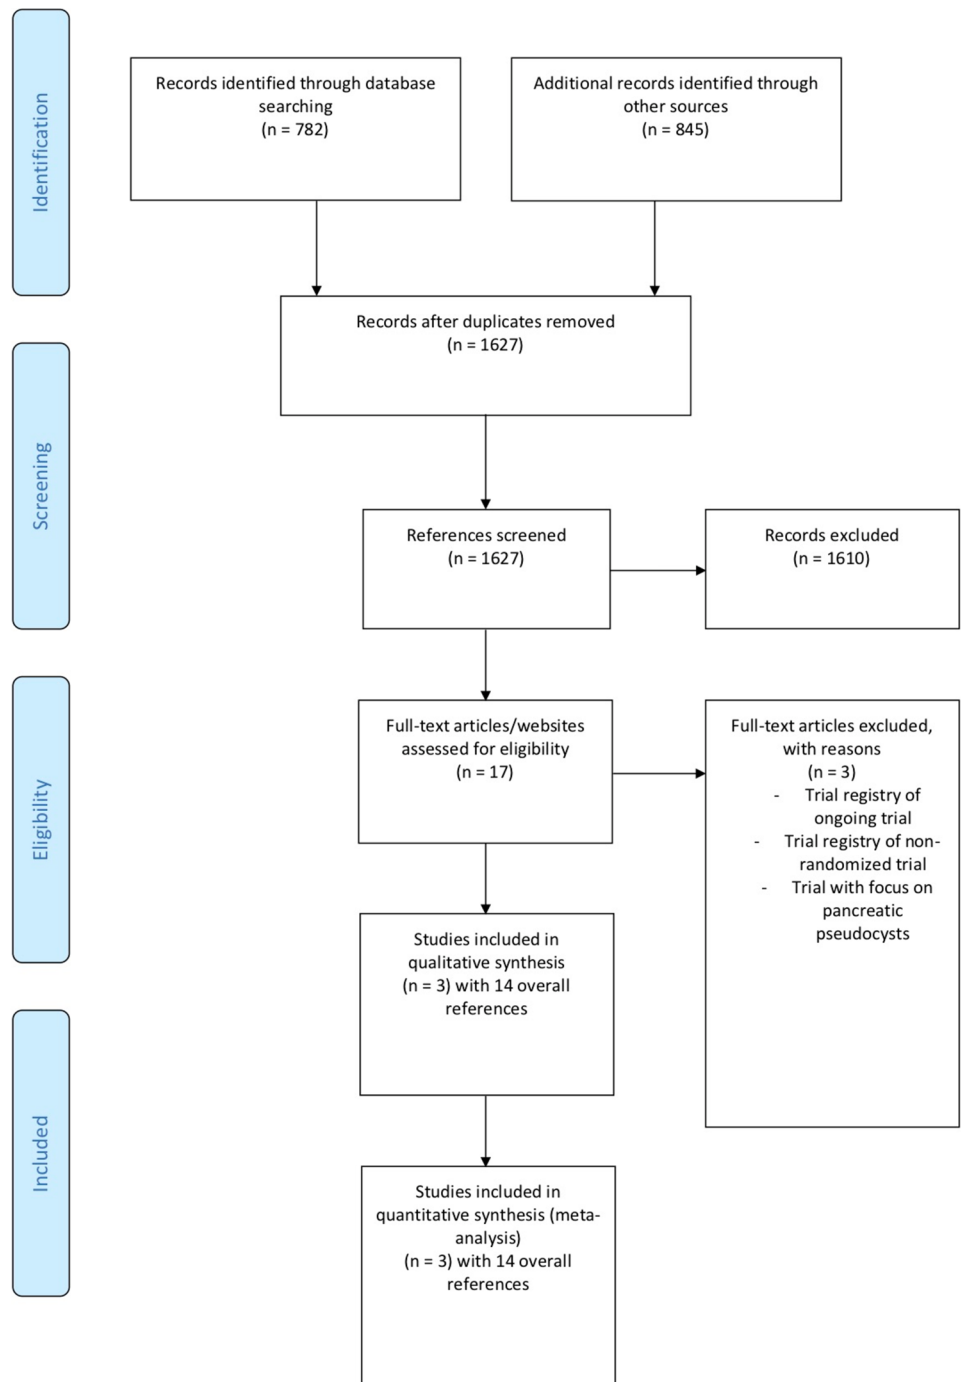 Identification
Records identified through database
searching
(n = 782)
Additional records identified through
other sources
(n = 845)
Records after duplicates removed
(n = 1627)
Screening
References screened
(n = 1627)
Records excluded
(n = 1610)
Eligibility
Full-text articles/websites
assessed for eligibility
(n = 17)
Full-text articles excluded,
with reasons
(n = 3)
- Trial registry of
ongoing trial
- Trial registry of non-
randomized trial
- Trial with focus on
pancreatic
pseudocysts
Studies included in
qualitative synthesis
(n = 3) with 14 overall
references
Included
Studies included in
quantitative synthesis (meta-
analysis)
(n = 3) with 14 overall
references